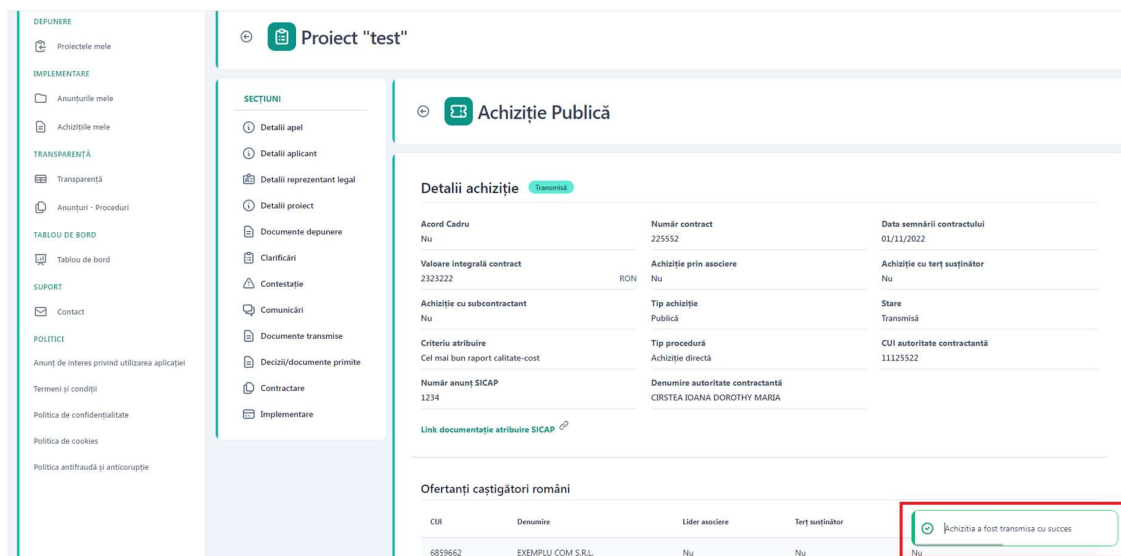 DEPUNERE
Proiectele mele
IMPLEMENTARE
Anunțurile mele
Achizițiile mele
TRANSPARENȚĂ
Transparență
Anunțuri - Proceduri
TABLOU DE BORD
Tablou de bord
SUPORT
Contact
POLITICI
Anunț de interes privind utilizarea aplicației
Termeni și condiții
Politica de confidențialitate
Politica de cookies
Politica antifraudă și anticorupție
Proiect "test"
SECȚIUNI
Detalii apel
Detalii aplicant
Detalii reprezentant legal
Detalii proiect
Documente depunere
Clarificări
Contestație
Comunicări
Documente transmise
Decizii/documente primite
Contractare
Implementare
Achiziție Publică
Detalii achiziție Transmisă
Acord Cadru Număr contract Data semnării contractului
Nu 225552 01/11/2022
Valoare integrală contract Achiziție prin asociere Achiziție cu terț susținător
2323222 RON Nu Nu
Achiziție cu subcontractant Tip achiziție Stare
Nu Publică Transmisă
Criteriu atribuire Tip procedură CUI autoritate contractantă
Cel mai bun raport calitate-cost Achiziție directă 11125522
Număr anunț SICAP Denumire autoritate contractantă
1234 CIRSTEA IOANA DOROTHY MARIA
Link documentație atribuire SICAP
Ofertanți caștigători români
CUI Denumire Lider asociere Terț susținător
Achizitia a fost transmisa cu succes
6859662 EXEMPLU COM S.R.L. Nu Nu Nu